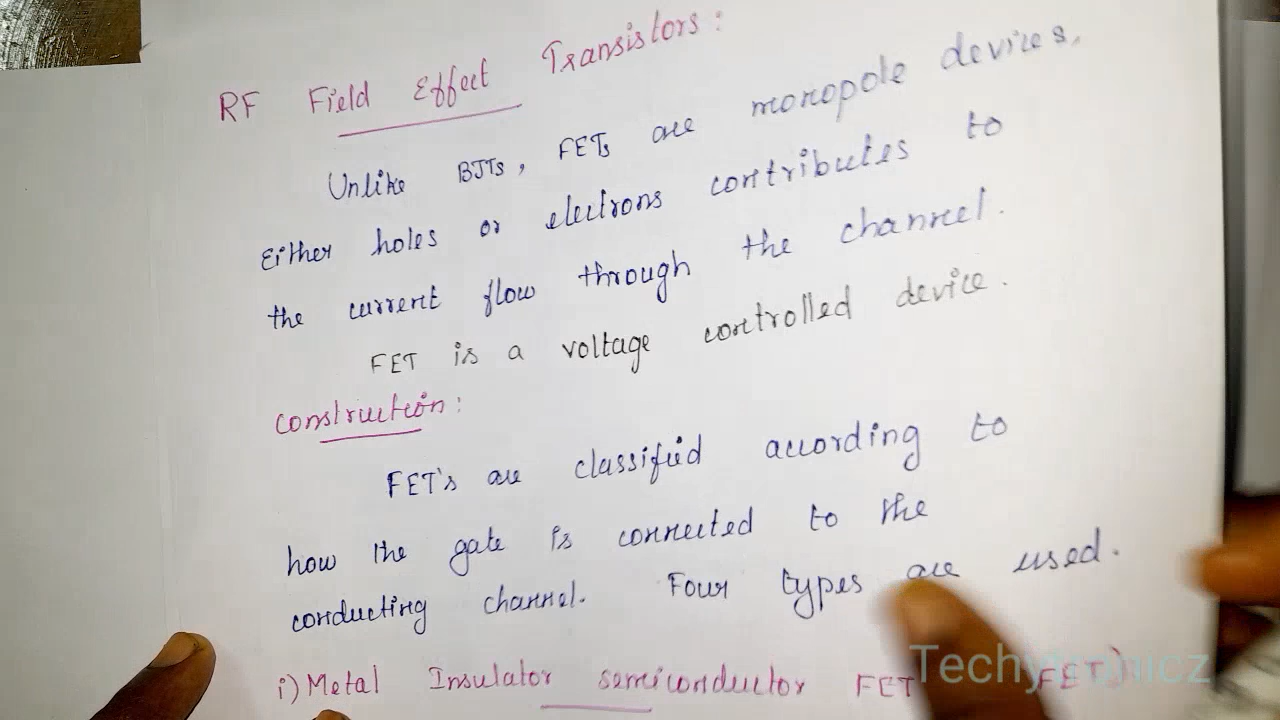 RF Field Effect Transistors:
Unlike BJTs, FETs are monopole devices,
Either holes or electrons contributes to
the current flow through the channel.
FET is a voltage controlled device.
Construction:
FET's are classified according to
how the gate is connected to the
conducting channel. Four types are used.
i) Metal Insulator semiconductor FET FET)